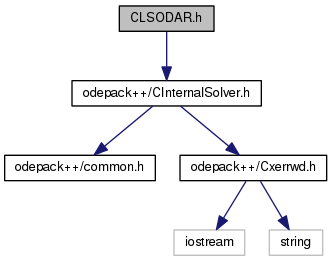 CLSODAR.h
odepack++/CInternalSolver.h
odepack++/common.h
odepack++/Cxerrwd.h
iostream
string